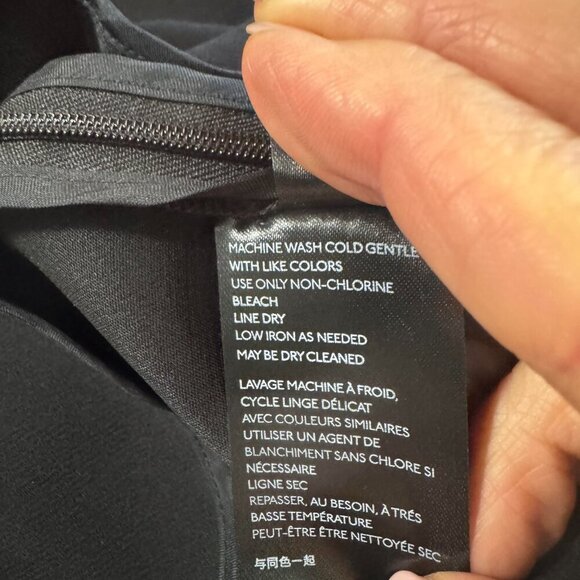 MACHINE WASH COLD GENTLE
WITH LIKE COLORS
USE ONLY NON-CHLORINE
BLEACH
LINE DRY
LOW IRON AS NEEDED
MAY BE DRY CLEANED
LAVAGE MACHINE À FROID,
CYCLE LINGE DÉLICAT
AVEC COULEURS SIMILAIRES
UTILISER UN AGENT DE
BLANCHIMENT SANS CHLORE SI
NÉCESSAIRE
LIGNE SEC
REPASSER, AU BESOIN, À TRÉS
BASSE TEMPÉRATURE
PEUT-ÊTRE ÊTRE NETTOYÉE SEC
与同色一起